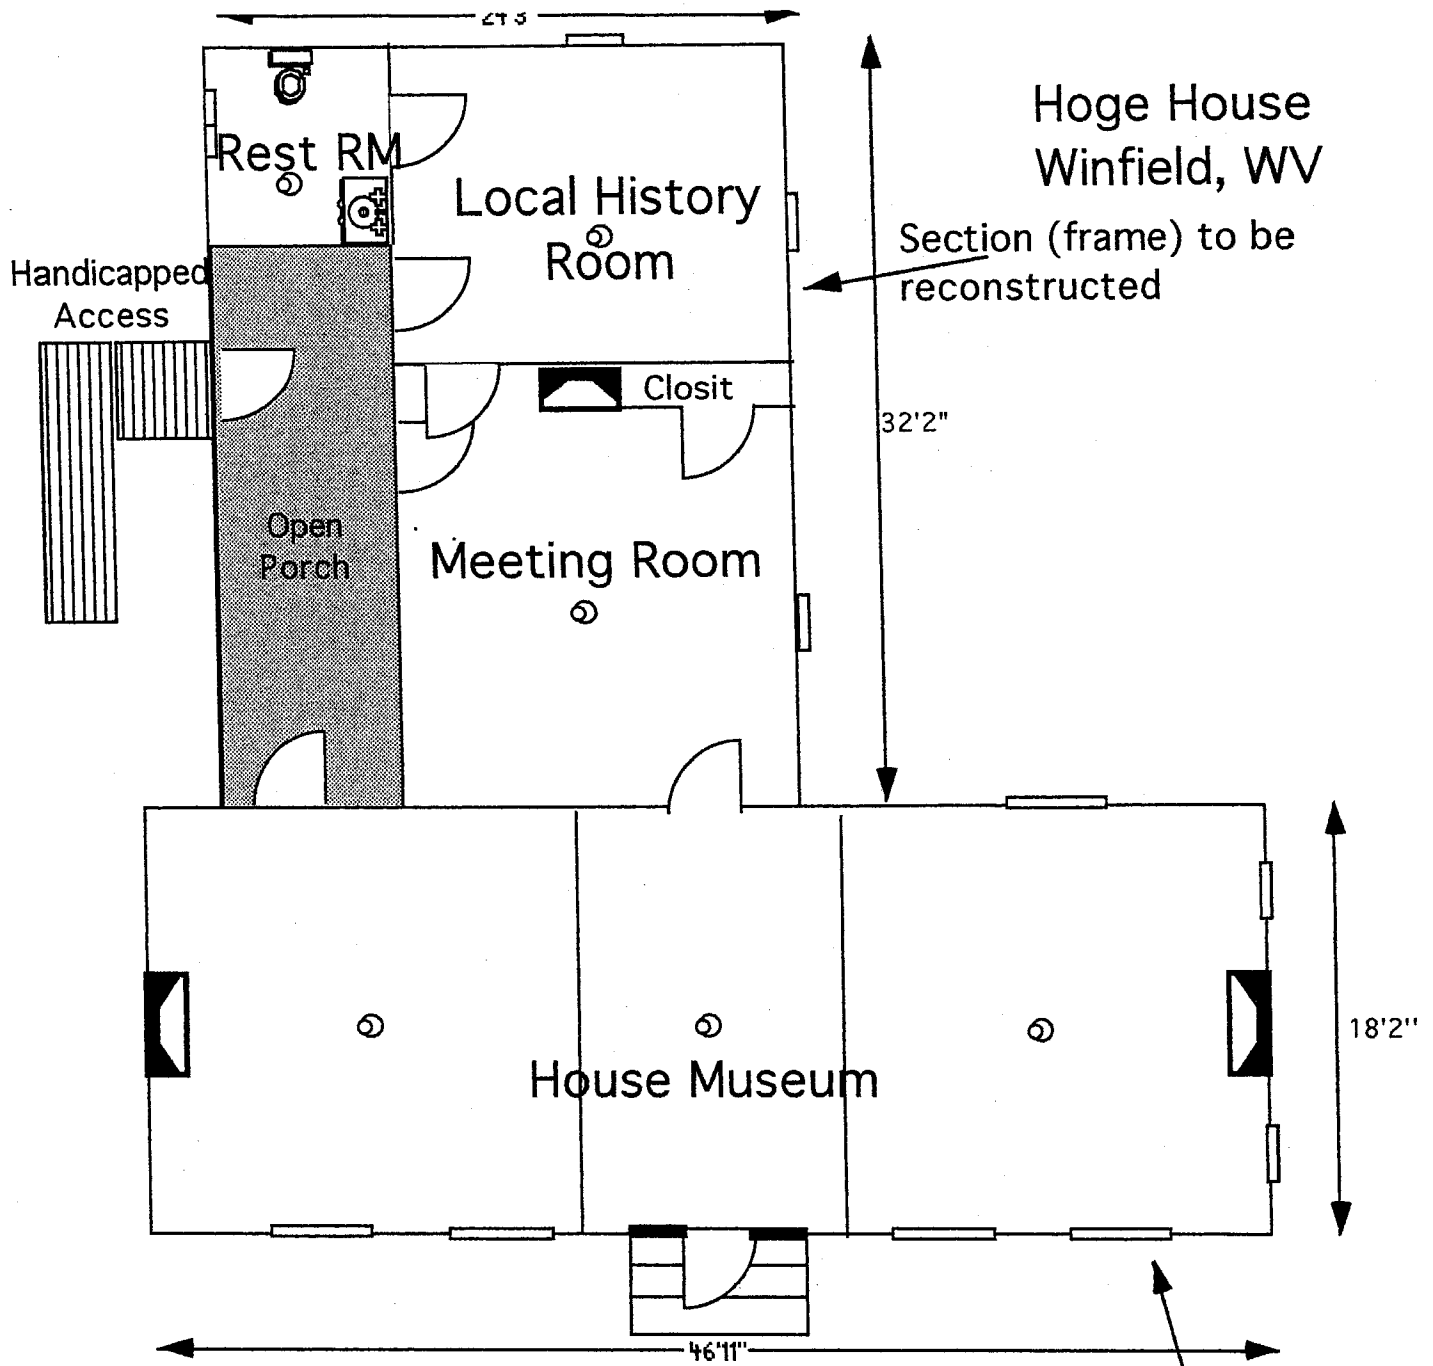 Hoge House
Winfield, WV
Rest RM
Local History
Room
Section (frame) to be
reconstructed
Handicapped
Access
Closit
32'2"
Open
Porch
Meeting Room
18'2''
House Museum
46'11"